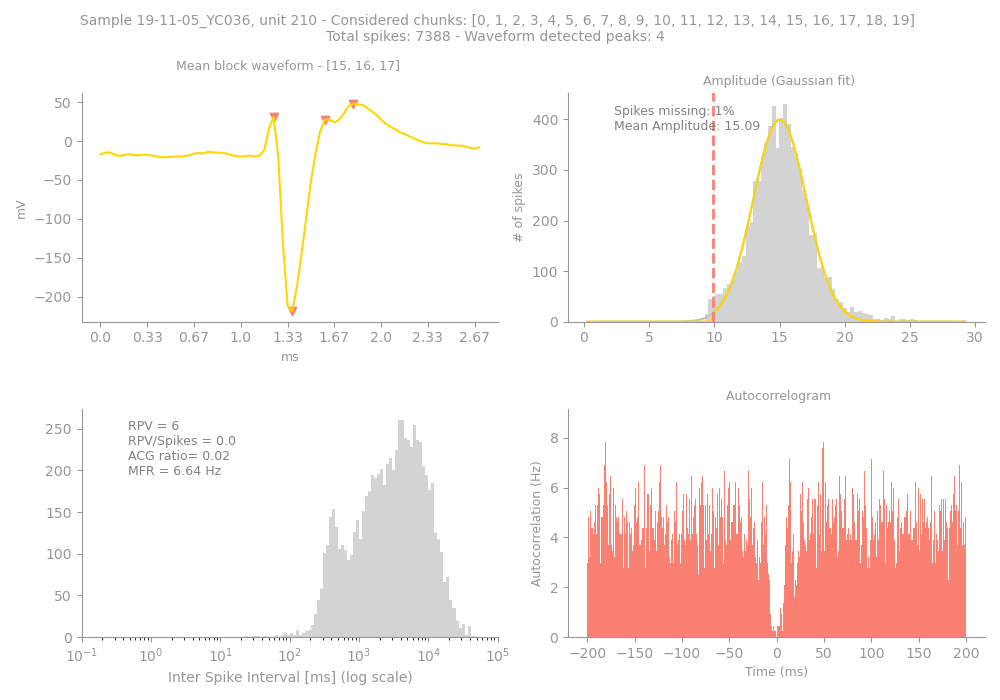 Sample 19-11-05_YC036, unit 210 - Considered chunks: [0, 1, 2, 3, 4, 5, 6, 7, 8, 9, 10, 11, 12, 13, 14, 15, 16, 17, 18, 19]
Total spikes: 7388 - Waveform detected peaks: 4
Mean block waveform - [15, 16, 17]
50
0
−50
−100
−150
−200
mV
0.0 0.33 0.67 1.0 1.33 1.67 2.0 2.33 2.67
ms
Amplitude (Gaussian fit)
Spikes missing: 1%
Mean Amplitude: 15.09
400
300
200
100
0
# of spikes
0 5 10 15 20 25 30
RPV = 6
RPV/Spikes = 0.0
ACG ratio= 0.02
MFR = 6.64 Hz
250
200
150
100
50
0
10⁻¹ 10⁰ 10¹ 10² 10³ 10⁴ 10⁵
Inter Spike Interval [ms] (log scale)
Autocorrelogram
8
6
4
2
0
Autocorrelation (Hz)
−200 −150 −100 −50 0 50 100 150 200
Time (ms)